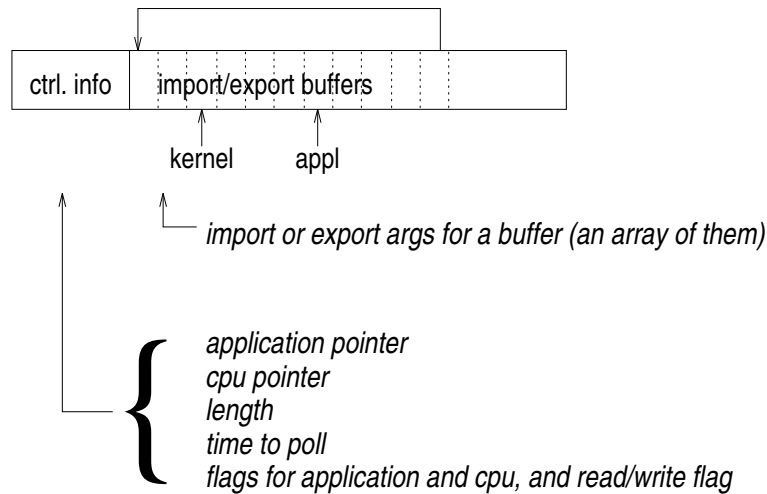 ctrl. info import/export buffers
kernel appl
import or export args for a buffer (an array of them)
application pointer
cpu pointer
length
time to poll
flags for application and cpu, and read/write flag